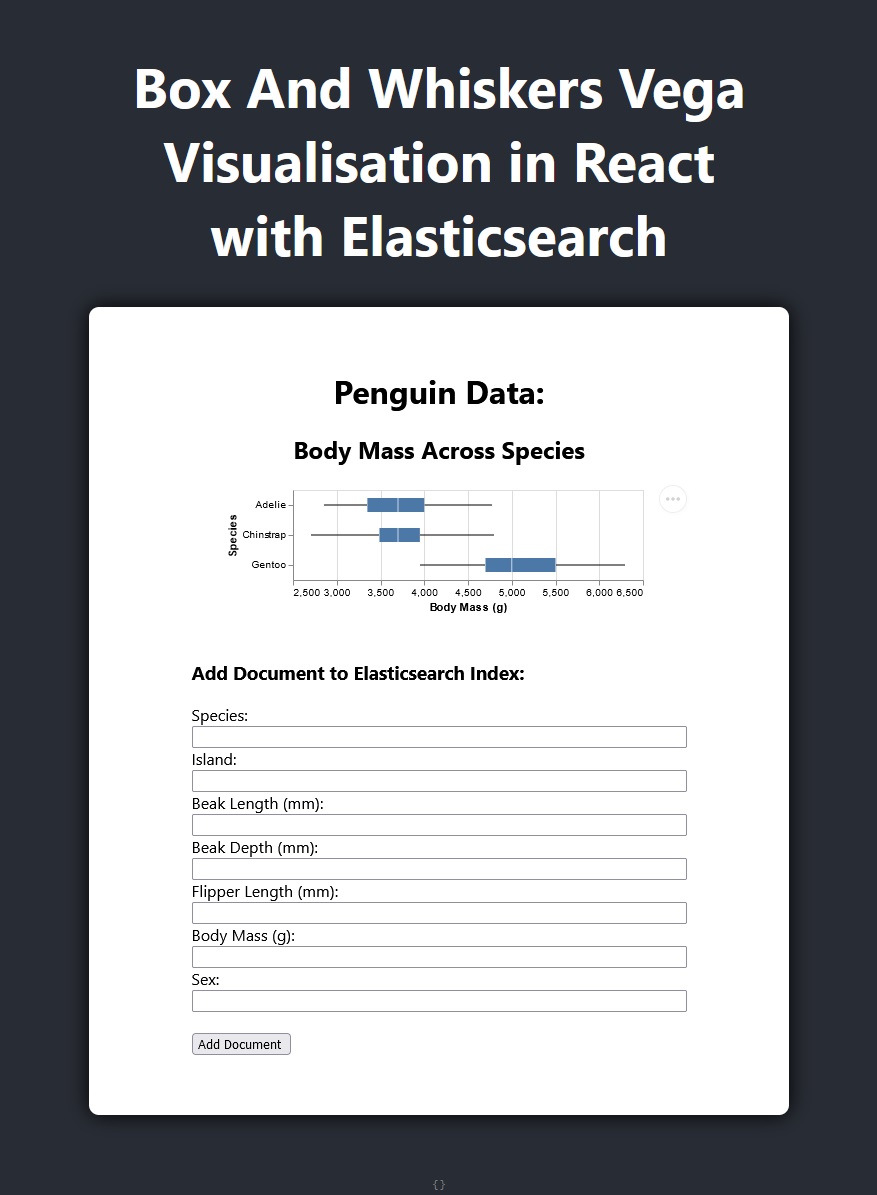 Box And Whiskers Vega
Visualisation in React
with Elasticsearch
Penguin Data:
Body Mass Across Species
Species
Adelie
Chinstrap
Gentoo
2,500 3,000 3,500 4,000 4,500 5,000 5,500 6,000 6,500
Body Mass (g)
Add Document to Elasticsearch Index:
Species:
Island:
Beak Length (mm):
Beak Depth (mm):
Flipper Length (mm):
Body Mass (g):
Sex:
Add Document
{}